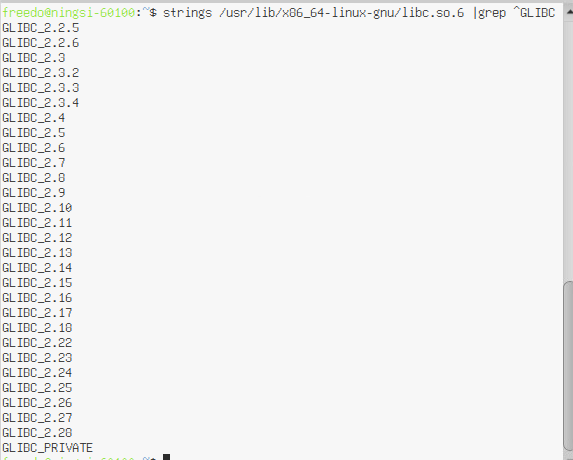 freedo@ningsi-60100:~$ strings /usr/lib/x86_64-linux-gnu/libc.so.6 |grep ^GLIBC
GLIBC_2.2.5
GLIBC_2.2.6
GLIBC_2.3
GLIBC_2.3.2
GLIBC_2.3.3
GLIBC_2.3.4
GLIBC_2.4
GLIBC_2.5
GLIBC_2.6
GLIBC_2.7
GLIBC_2.8
GLIBC_2.9
GLIBC_2.10
GLIBC_2.11
GLIBC_2.12
GLIBC_2.13
GLIBC_2.14
GLIBC_2.15
GLIBC_2.16
GLIBC_2.17
GLIBC_2.18
GLIBC_2.22
GLIBC_2.23
GLIBC_2.24
GLIBC_2.25
GLIBC_2.26
GLIBC_2.27
GLIBC_2.28
GLIBC_PRIVATE
freedo@ningsi-60100:~$